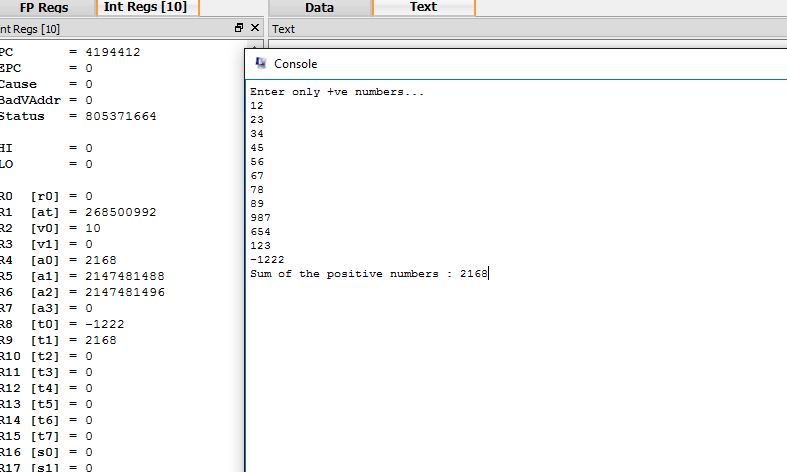 FP Regs
Int Regs [10]
Data
Text
nt Regs [10]
Text
PC = 4194412
EPC = 0
Cause = 0
BadVAddr = 0
Status = 805371664
HI = 0
LO = 0
R0 [r0] = 0
R1 [at] = 268500992
R2 [v0] = 10
R3 [v1] = 0
R4 [a0] = 2168
R5 [a1] = 2147481488
R6 [a2] = 2147481496
R7 [a3] = 0
R8 [t0] = -1222
R9 [t1] = 2168
R10 [t2] = 0
R11 [t3] = 0
R12 [t4] = 0
R13 [t5] = 0
R14 [t6] = 0
R15 [t7] = 0
R16 [s0] = 0
R17 [s1] = 0
Console
Enter only +ve numbers...
12
23
34
45
56
67
78
89
987
654
123
-1222
Sum of the positive numbers : 2168